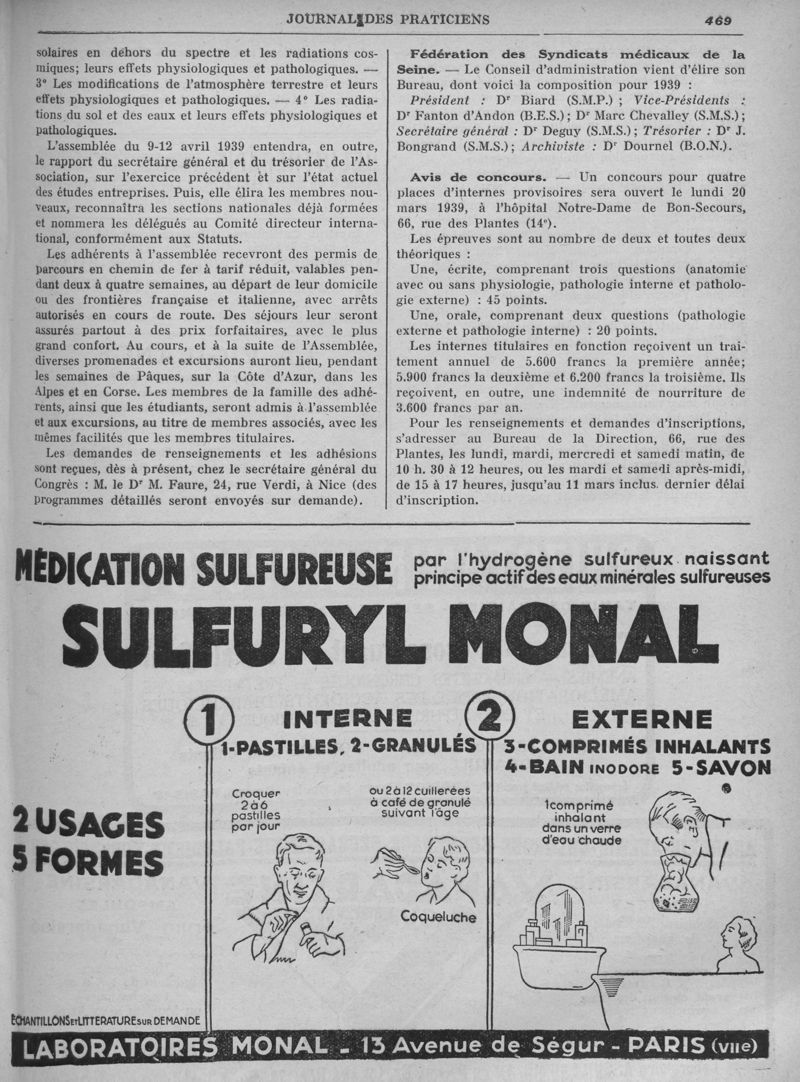 JOURNAL DES PRATICIENS 469
solaires en dehors du spectre et les radiations cos-
miques; leurs effets physiologiques et pathologiques. —
3° Les modifications de l'atmosphère terrestre et leurs
effets physiologiques et pathologiques. — 4° Les radia-
tions du sol et des eaux et leurs effets physiologiques et
pathologiques.
L'assemblée du 9-12 avril 1939 entendra, en outre,
le rapport du secrétaire général et du trésorier de l'As-
sociation, sur l'exercice précédent et sur l'état actuel
des études entreprises. Puis, elle élira les membres nou-
veaux, reconnaîtra les sections nationales déjà formées
et nommera les délégués au Comité directeur interna-
tional, conformément aux Statuts.
Les adhérents à l'assemblée recevront des permis de
parcours en chemin de fer à tarif réduit, valables pen-
dant deux à quatre semaines, au départ de leur domicile
ou des frontières française et italienne, avec arrêts
autorisés en cours de route. Des séjours leur seront
assurés partout à des prix forfaitaires, avec le plus
grand confort. Au cours, et à la suite de l'Assemblée,
diverses promenades et excursions auront lieu, pendant
les semaines de Pâques, sur la Côte d'Azur, dans les
Alpes et en Corse. Les membres de la famille des adhé-
rents, ainsi que les étudiants, seront admis à l'assemblée
et aux excursions, au titre de membres associés, avec les
mêmes facilités que les membres titulaires.
Les demandes de renseignements et les adhésions
sont reçues, dès à présent, chez le secrétaire général du
Congrès : M. le Dr M. Faure, 24, rue Verdi, à Nice (des
programmes détaillés seront envoyés sur demande).
Fédération des Syndicats médicaux de la
Seine. — Le Conseil d'administration vient d'élire son
Bureau, dont voici la composition pour 1939 :
Président : Dr Biard (S.M.P.) ; Vice-Présidents :
Dr Fanton d'Andon (B.E.S.) ; Dr Marc Chevalley (S.M.S.) ;
Secrétaire général : Dr Deguy (S.M.S.) ; Trésorier : Dr J.
Bongrand (S.M.S.) ; Archiviste : Dr Dournel (B.O.N.).
Avis de concours. — Un concours pour quatre
places d'internes provisoires sera ouvert le lundi 20
mars 1939, à l'hôpital Notre-Dame de Bon-Secours,
66, rue des Plantes (14e).
Les épreuves sont au nombre de deux et toutes deux
théoriques :
Une, écrite, comprenant trois questions (anatomie
avec ou sans physiologie, pathologie interne et patholo-
gie externe) : 45 points.
Une, orale, comprenant deux questions (pathologie
externe et pathologie interne) : 20 points.
Les internes titulaires en fonction reçoivent un trai-
tement annuel de 5.600 francs la première année;
5.900 francs la deuxième et 6.200 francs la troisième. Ils
reçoivent, en outre, une indemnité de nourriture de
3.600 francs par an.
Pour les renseignements et demandes d'inscriptions,
s'adresser au Bureau de la Direction, 66, rue des
Plantes, les lundi, mardi, mercredi et samedi matin, de
10 h. 30 à 12 heures, ou les mardi et samedi après-midi,
de 15 à 17 heures, jusqu'au 11 mars inclus. dernier délai
d'inscription.
MÉDICATION SULFUREUSE
par l'hydrogène sulfureux naissant
principe actif des eaux minérales sulfureuses
SULFURYL MONAL
2 USAGES
5 FORMES
1 INTERNE
1-PASTILLES, 2-GRANULÉS
Croquer
2 à 6
pastilles
par jour
ou 2 à 12 cuillerées
à café de granulé
suivant l'âge
Coqueluche
2 EXTERNE
3-COMPRIMÉS INHALANTS
4-BAIN INODORE 5-SAVON
1 comprimé
inhalant
dans un verre
d'eau chaude
ÉCHANTILLONS ET LITTÉRATURE SUR DEMANDE
LABORATOIRES MONAL - 13 Avenue de Ségur - PARIS (VIIe)